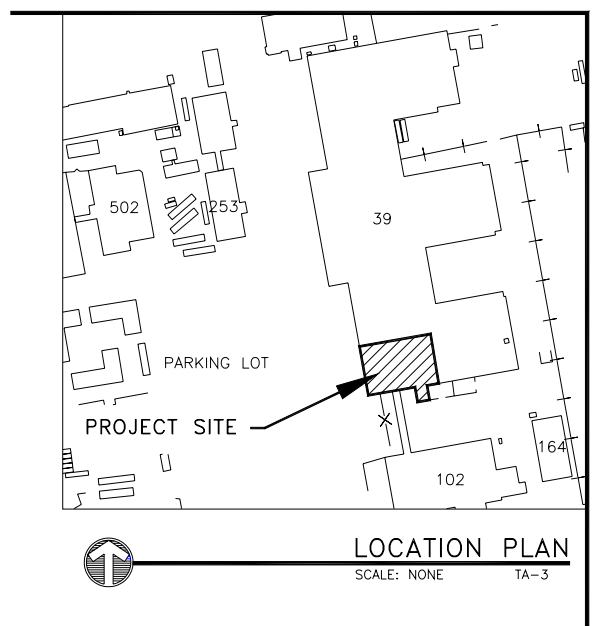 502
253
39
PARKING LOT
PROJECT SITE
164
102
LOCATION PLAN
SCALE: NONE TA-3